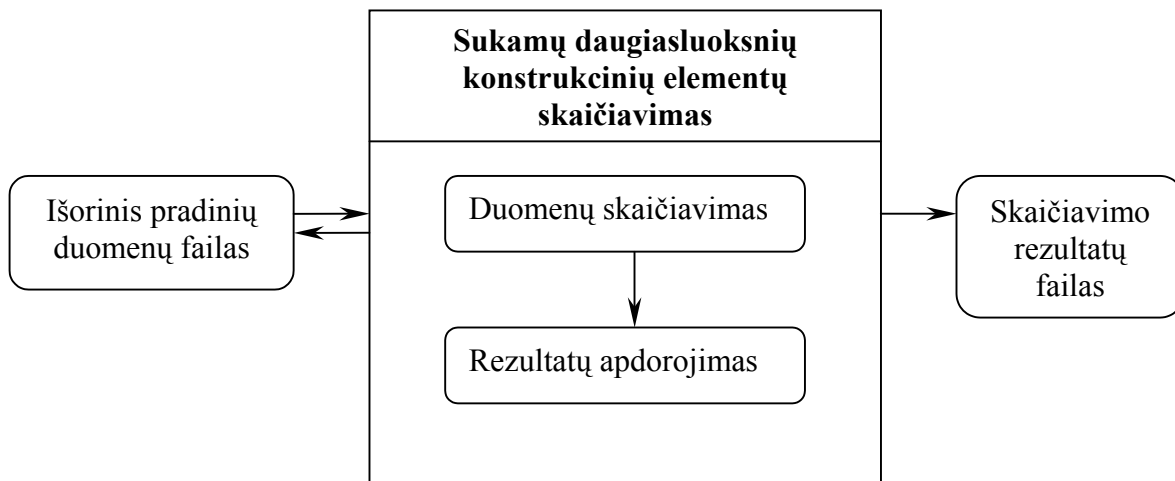 Sukamų daugiasluoksnių
konstrukcinių elementų
skaičiavimas
Išorinis pradinių
duomenų failas
Duomenų skaičiavimas
Rezultatų apdorojimas
Skaičiavimo
rezultatų
failas